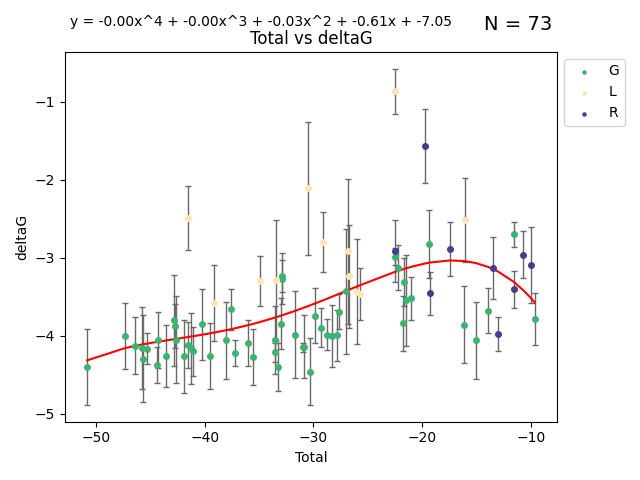 y = -0.00x^4 + -0.00x^3 + -0.03x^2 + -0.61x + -7.05
N = 73
Total vs deltaG
G
L
R
−1
−2
−3
−4
−5
deltaG
−50 −40 −30 −20 −10
Total